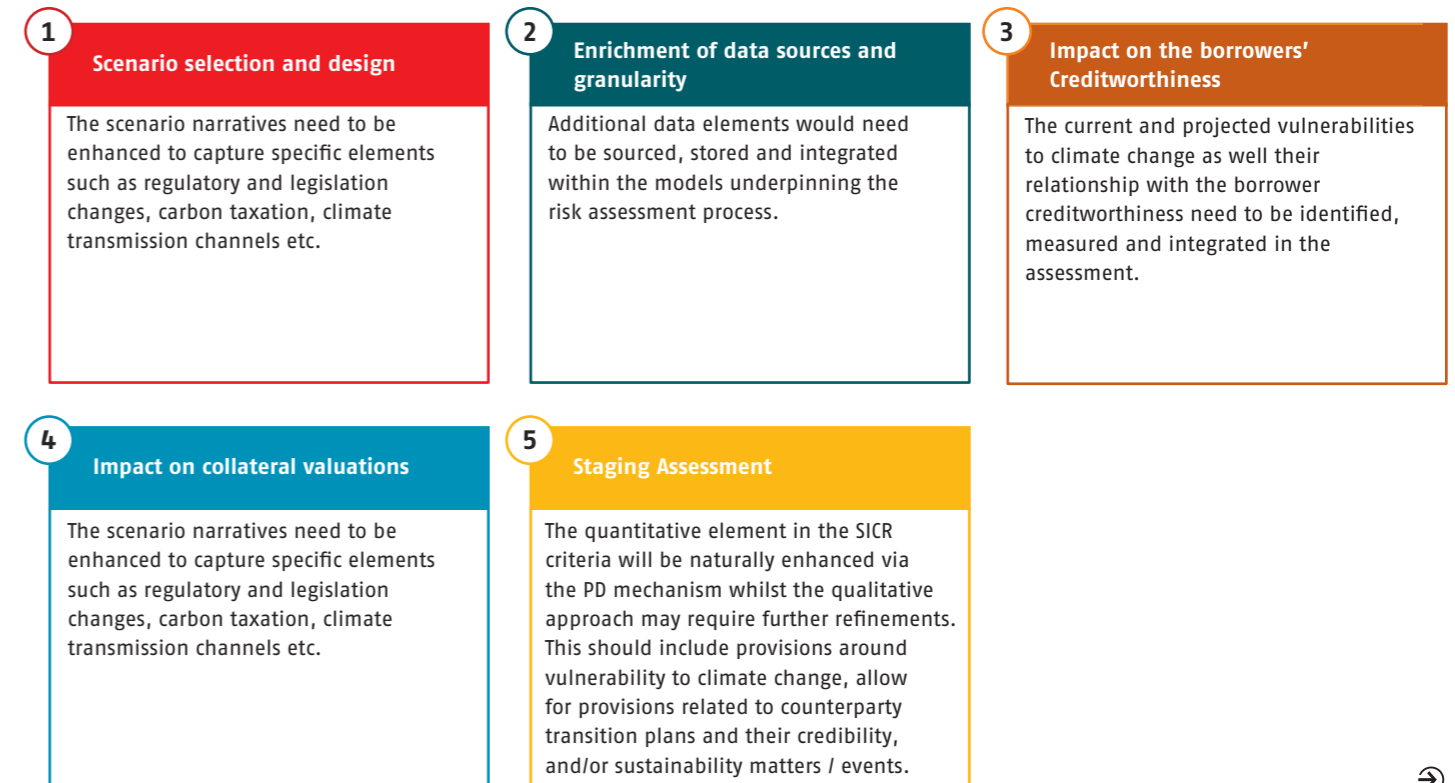 1
Scenario selection and design
The scenario narratives need to be
enhanced to capture specific elements
such as regulatory and legislation
changes, carbon taxation, climate
transmission channels etc.
2
Enrichment of data sources and
granularity
Additional data elements would need
to be sourced, stored and integrated
within the models underpinning the
risk assessment process.
3
Impact on the borrowers’
Creditworthiness
The current and projected vulnerabilities
to climate change as well their
relationship with the borrower
creditworthiness need to be identified,
measured and integrated in the
assessment.
4
Impact on collateral valuations
The scenario narratives need to be
enhanced to capture specific elements
such as regulatory and legislation
changes, carbon taxation, climate
transmission channels etc.
5
Staging Assessment
The quantitative element in the SICR
criteria will be naturally enhanced via
the PD mechanism whilst the qualitative
approach may require further refinements.
This should include provisions around
vulnerability to climate change, allow
for provisions related to counterparty
transition plans and their credibility,
and/or sustainability matters / events.